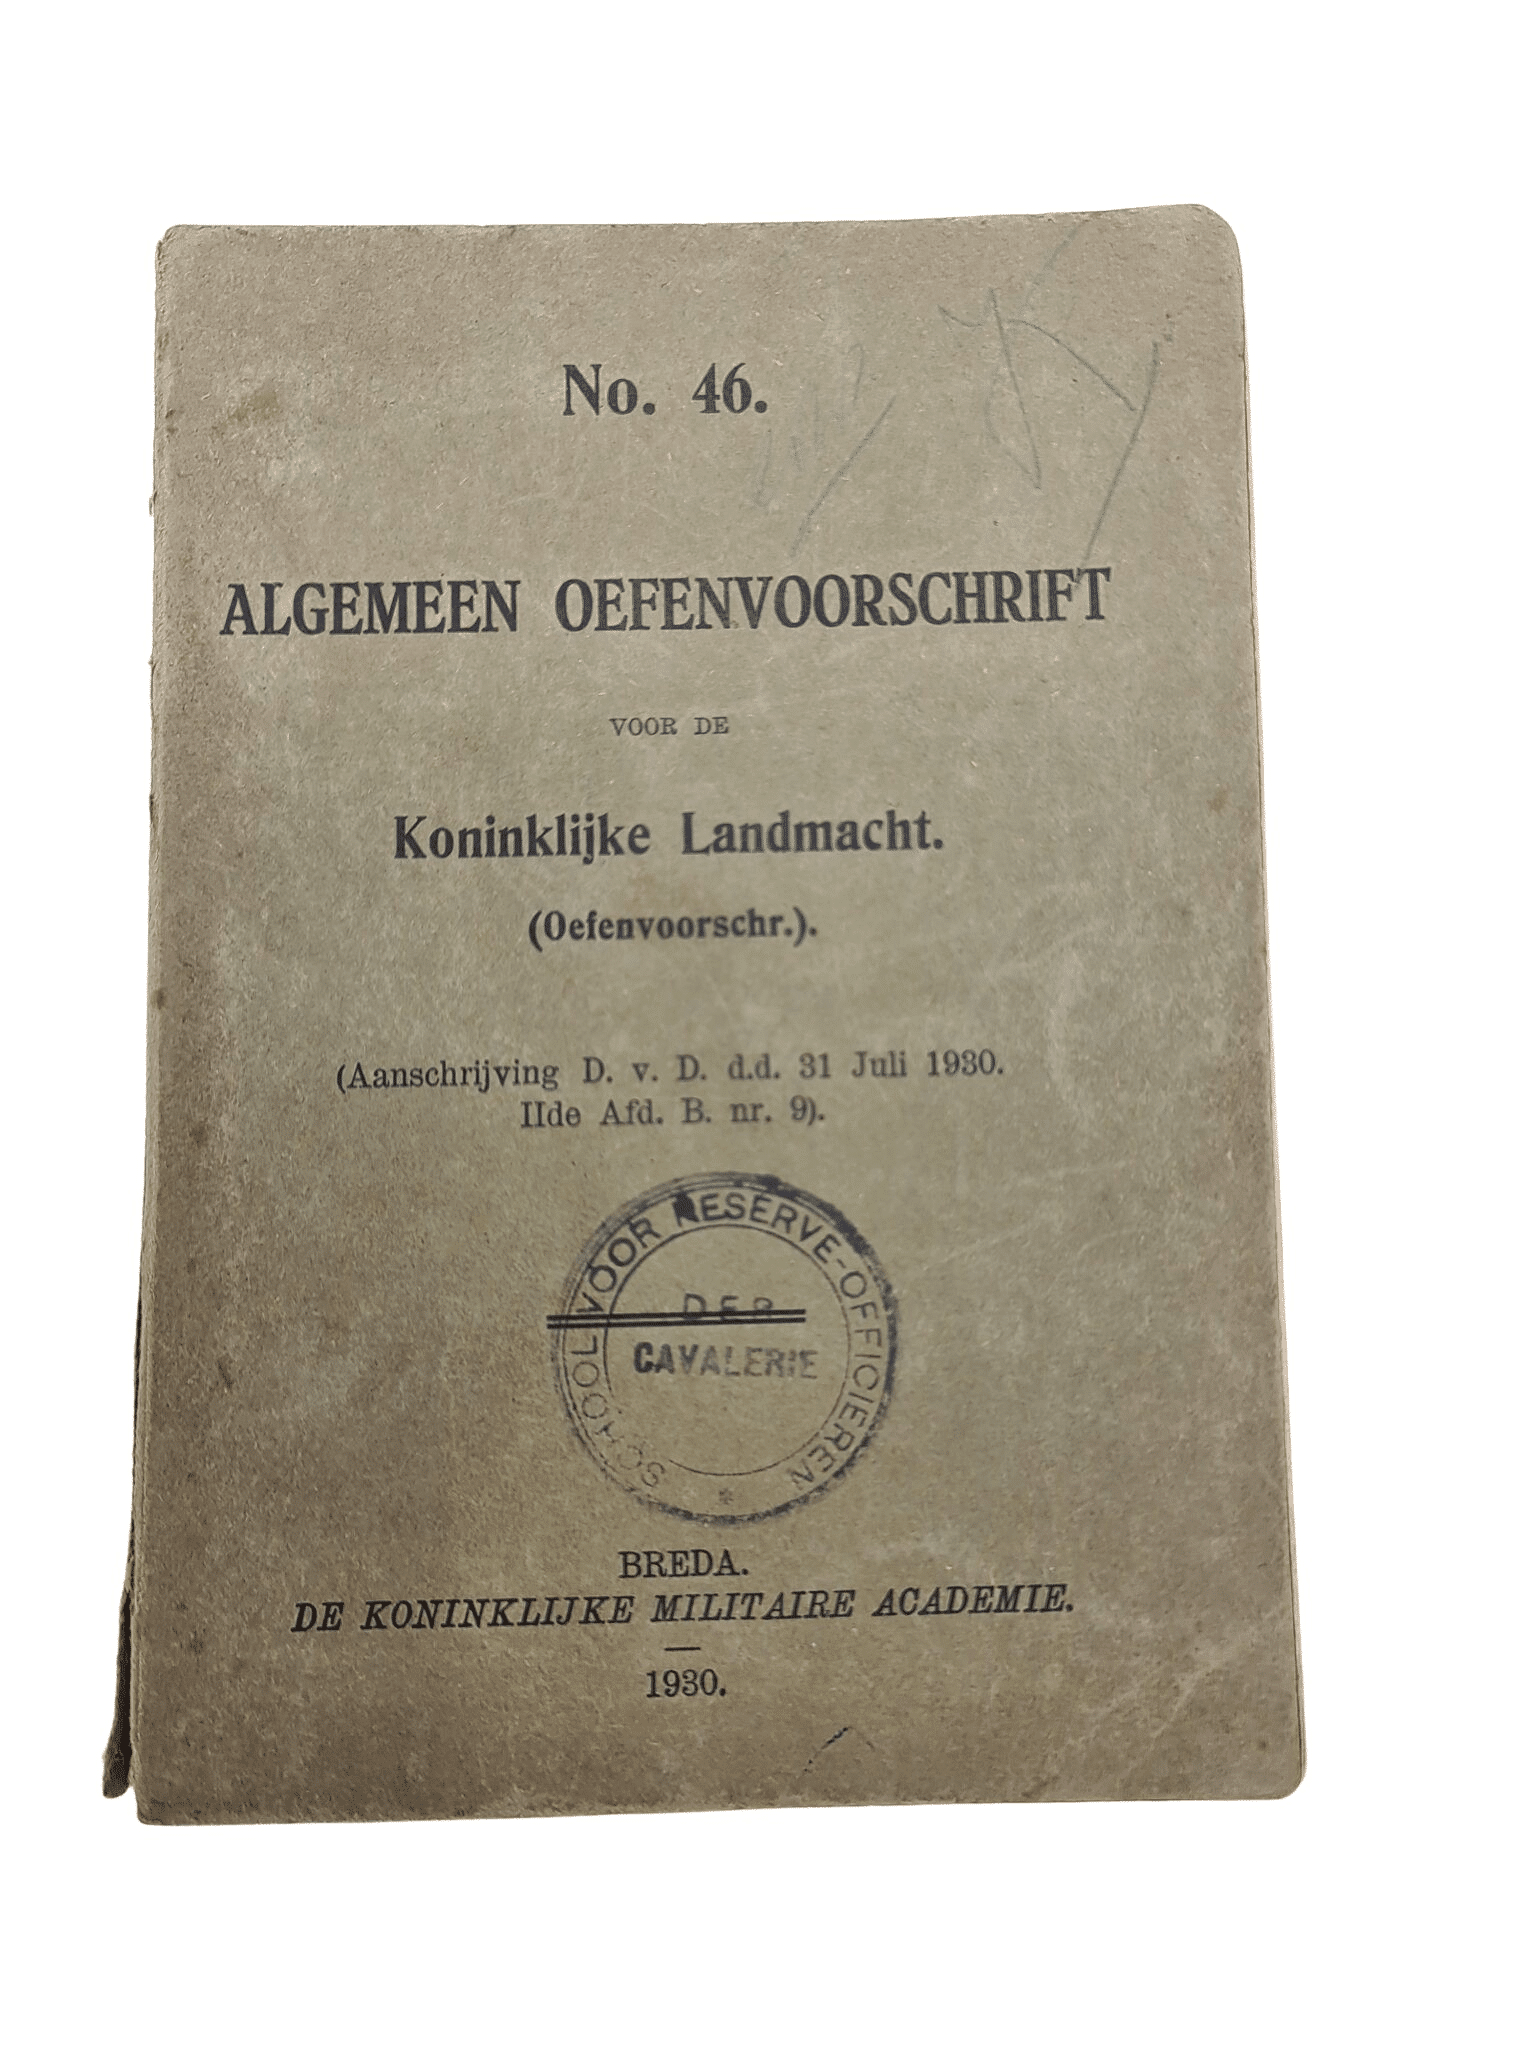 No. 46.
ALGEMEEN OEFENVOORSCHRIFT
VOOR DE
Koninklijke Landmacht.
(Oefenvoorschr.).
(Aanschrijving D. v. D. d.d. 31 Juli 1930.
IIde Afd. B. nr. 9).
SCHOOL VOOR RESERVE-OFFICIEREN
DER
CAVALERIE
*
BREDA.
DE KONINKLIJKE MILITAIRE ACADEMIE.
—
1930.